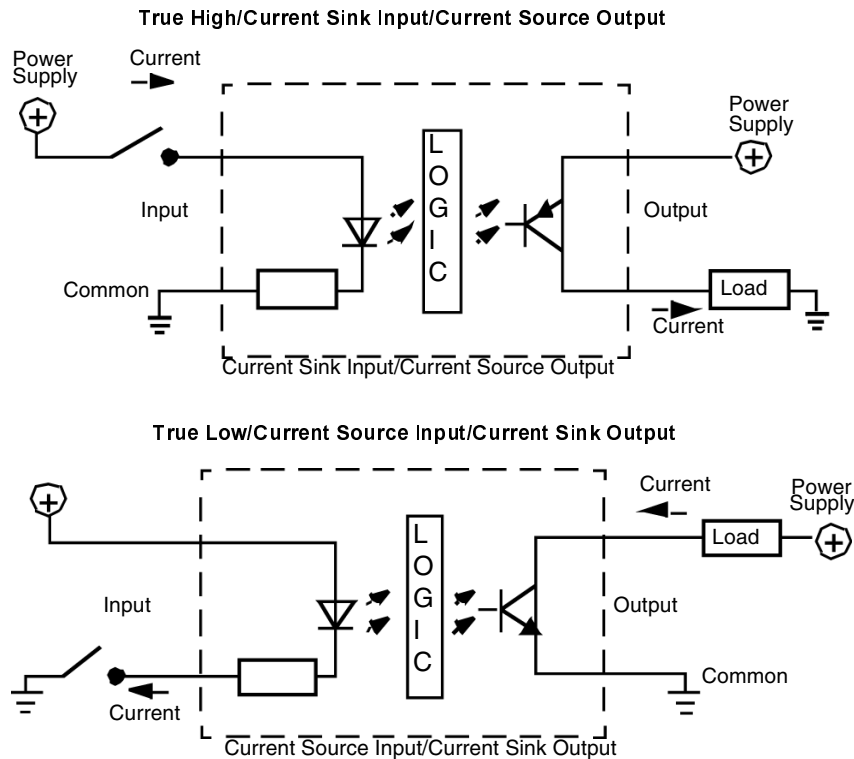 True High/Current Sink Input/Current Source Output
Power
Supply
Current
Power
Supply
L
O
G
I
C
Input
Output
Common
Load
Current
Current Sink Input/Current Source Output
True Low/Current Source Input/Current Sink Output
Current
Power
Supply
Load
L
O
G
I
C
Input
Output
Common
Current
Current Source Input/Current Sink Output